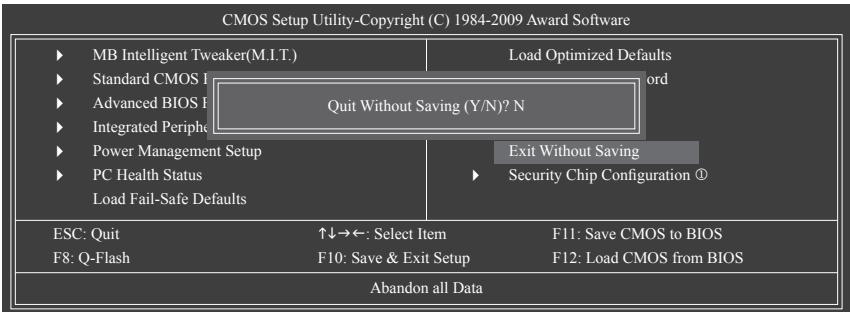 CMOS Setup Utility-Copyright (C) 1984-2009 Award Software
MB Intelligent Tweaker(M.I.T.)
Standard CMOS
Advanced BIOS
Integrated
Power Management Setup
PC Health Status
Load Fail-Safe Defaults
Load Optimized Defaults
Quit Without Saving (Y/N)? N
Exit Without Saving
Security Chip Configuration ①
ESC: Quit
↑↓→←: Select Item
F11: Save CMOS to BIOS
F8: Q-Flash
F10: Save & Exit Setup
F12: Load CMOS from BIOS
Abandon all Data